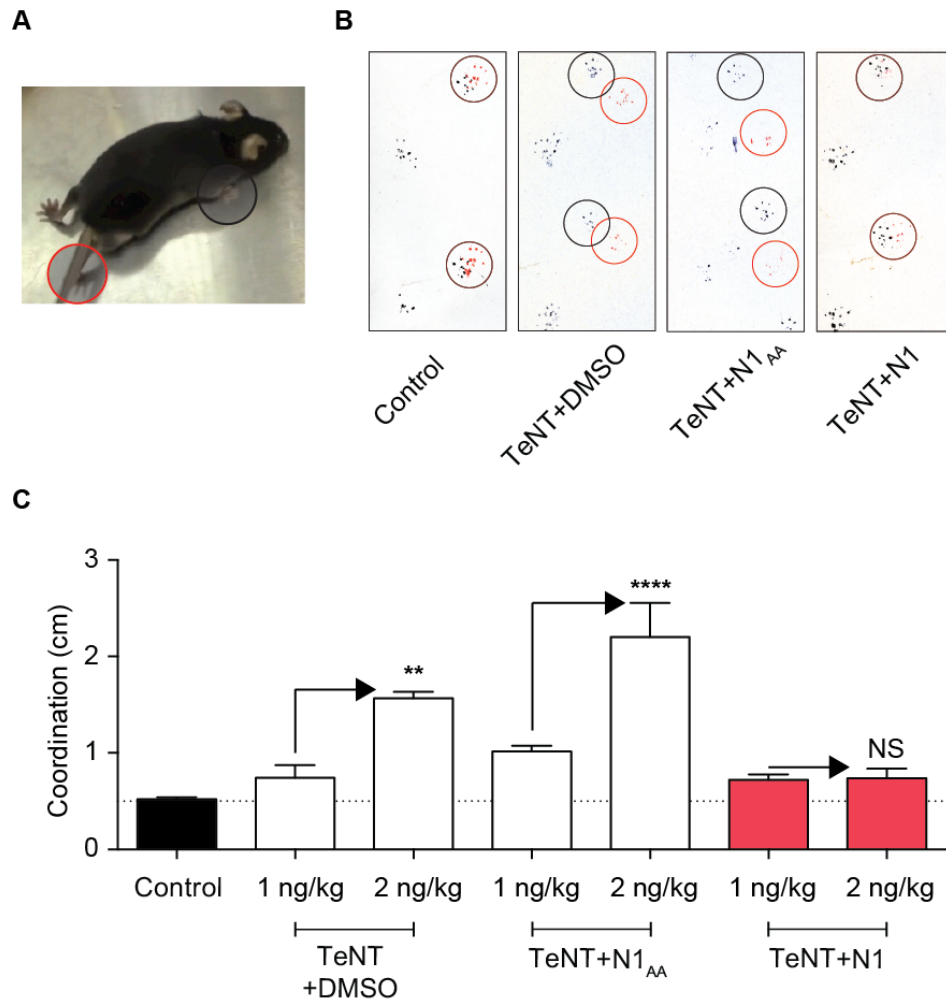 A
B
Control
TeNT+DMSO
TeNT+N1AA
TeNT+N1
C
Coordination (cm)
3
2
1
0
**
****
NS
Control
1 ng/kg
2 ng/kg
1 ng/kg
2 ng/kg
1 ng/kg
2 ng/kg
TeNT
+DMSO
TeNT+N1AA
TeNT+N1